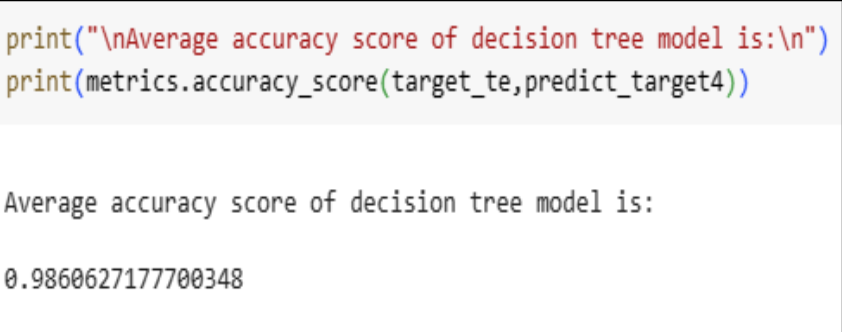 print("\nAverage accuracy score of decision tree model is:\n")
print(metrics.accuracy_score(target_te,predict_target4))
Average accuracy score of decision tree model is:
0.9860627177700348